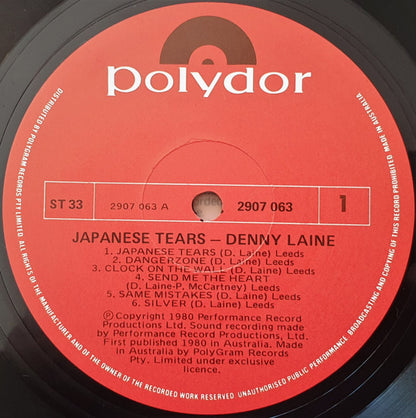 polydor
ST 33
2907 063 A
2907 063
1
JAPANESE TEARS — DENNY LAINE
1. JAPANESE TEARS (D. Laine) Leeds
2. DANGERZONE (D. Laine) Leeds
3. CLOCK ON THE WALL (D. Laine) Leeds
4. SEND ME THE HEART
(D. Laine-P. McCartney) Leeds
5. SAME MISTAKES (D. Laine) Leeds
6. SILVER (D. Laine) Leeds
Ⓟ Copyright 1980 Performance Record
Productions Ltd. Sound recording made
by Performance Record Productions, Ltd.
First published 1980 in Australia. Made
in Australia by PolyGram Records
Pty. Limited under exclusive
licence.
DISTRIBUTED BY POLYGRAM RECORDS PTY LIMITED. ALL RIGHTS OF THE MANUFACTURER AND OF THE OWNER OF THE RECORDED WORK RESERVED. UNAUTHORISED PUBLIC PERFORMANCE BROADCASTING AND COPYING OF THIS RECORD PROHIBITED MADE IN AUSTRALIA